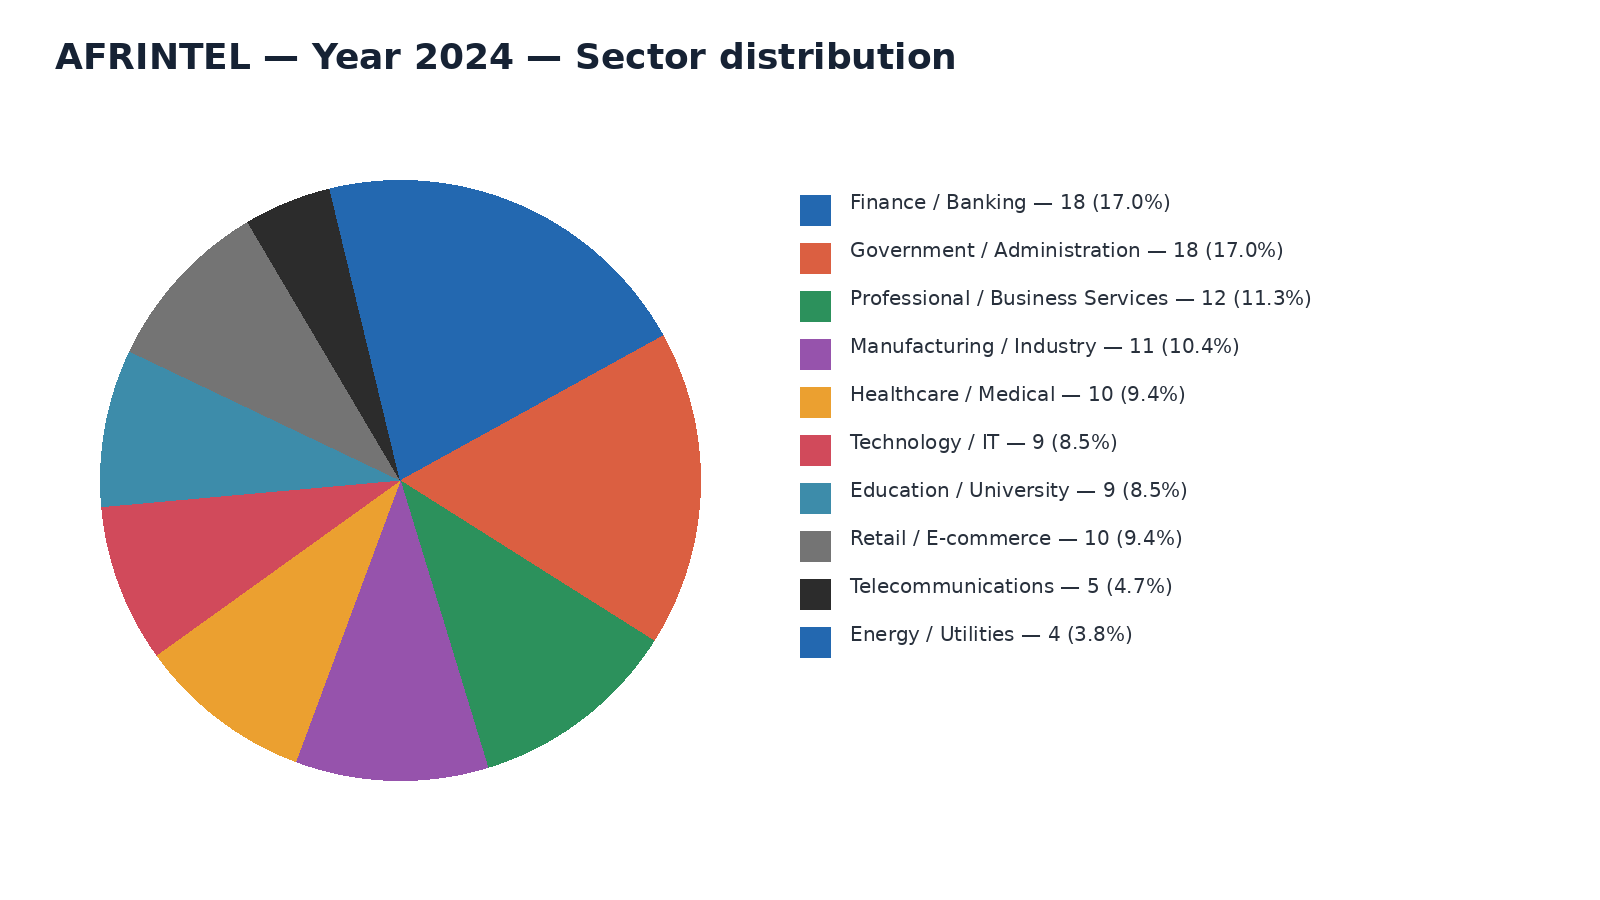 AFRINTEL — Year 2024 — Sector distribution
Finance / Banking — 18 (17.0%)
Government / Administration — 18 (17.0%)
Professional / Business Services — 12 (11.3%)
Manufacturing / Industry — 11 (10.4%)
Healthcare / Medical — 10 (9.4%)
Technology / IT — 9 (8.5%)
Education / University — 9 (8.5%)
Retail / E-commerce — 10 (9.4%)
Telecommunications — 5 (4.7%)
Energy / Utilities — 4 (3.8%)